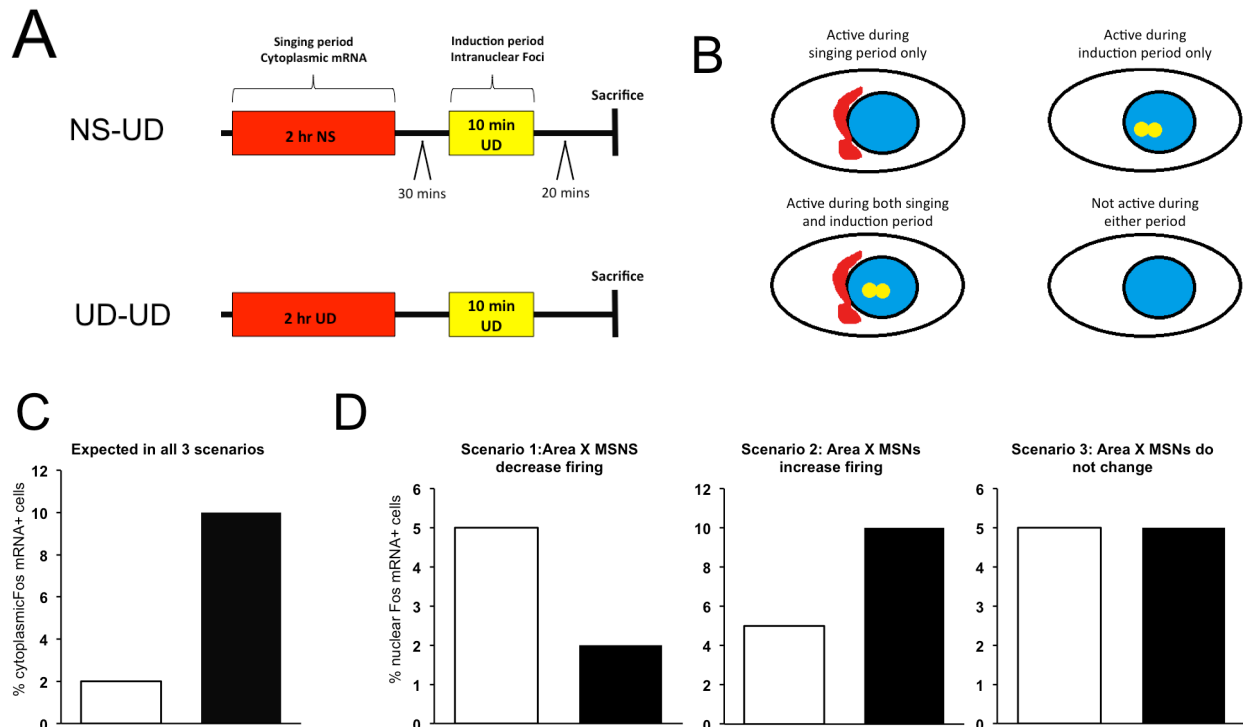 A
Singing period
Cytoplasmic mRNA
Induction period
Intranuclear Foci
Sacrifice
NS-UD
2 hr NS
10 min
UD
30 mins
20 mins
Sacrifice
UD-UD
2 hr UD
10 min
UD
B
Active during
singing period only
Active during
induction period only
Active during both singing
and induction period
Not active during
either period
C
Expected in all 3 scenarios
% cytoplasmicFos mRNA+ cells
12
10
8
6
4
2
0
D
Scenario 1:Area X MSNS
decrease firing
% nuclear Fos mRNA+ cells
6
5
4
3
2
1
0
Scenario 2: Area X MSNs
increase firing
12
10
8
6
4
2
0
Scenario 3: Area X MSNs do
not change
6
5
4
3
2
1
0